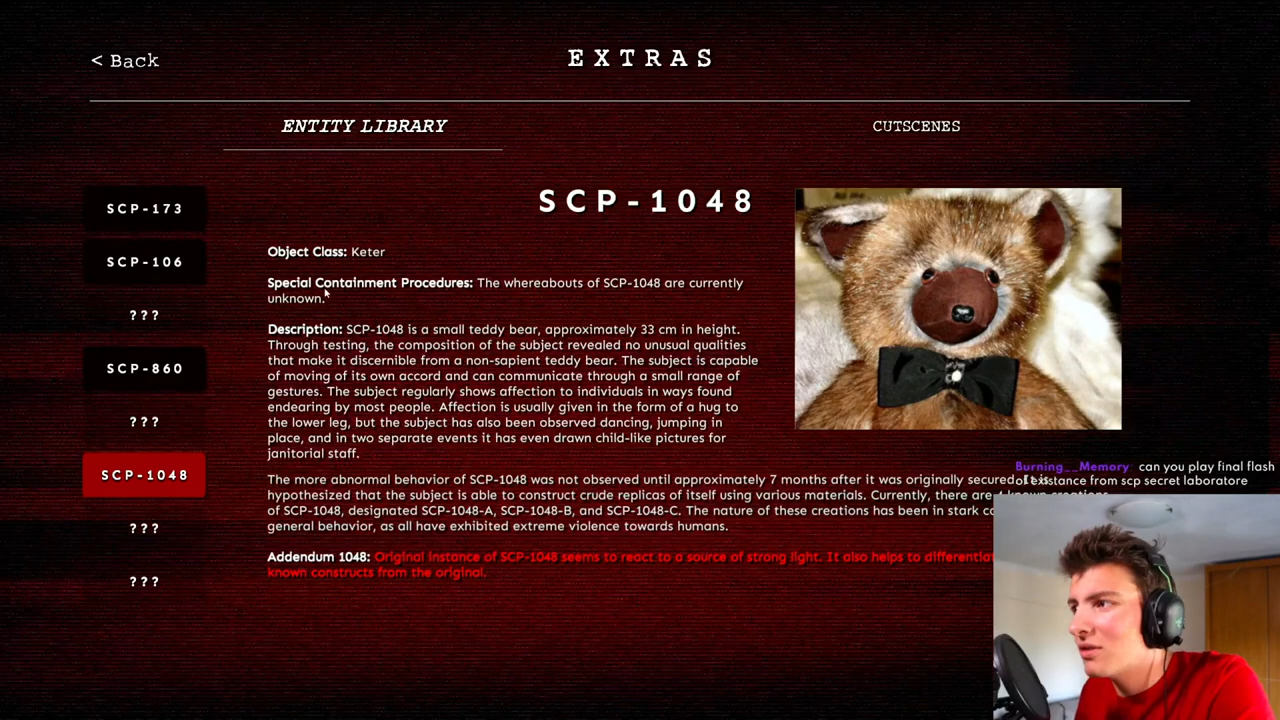 < Back
EXTRAS
ENTITY LIBRARY
CUTSCENES
SCP-173
SCP-106
???
SCP-860
???
SCP-1048
???
???
SCP-1048
Object Class: Keter
Special Containment Procedures: The whereabouts of SCP-1048 are currently
unknown.
Description: SCP-1048 is a small teddy bear, approximately 33 cm in height.
Through testing, the composition of the subject revealed no unusual qualities
that make it discernible from a non-sapient teddy bear. The subject is capable
of moving of its own accord and can communicate through a small range of
gestures. The subject regularly shows affection to individuals in ways found
endearing by most people. Affection is usually given in the form of a hug to
the lower leg, but the subject has also been observed dancing, jumping in
place, and in two separate events it has even drawn child-like pictures for
janitorial staff.
The more abnormal behavior of SCP-1048 was not observed until approximately 7 months after it was originally secured. It is
hypothesized that the subject is able to construct crude replicas of itself using various materials. Currently, there are
of SCP-1048, designated SCP-1048-A, SCP-1048-B, and SCP-1048-C. The nature of these creations has been in stark
general behavior, as all have exhibited extreme violence towards humans.
Addendum 1048: Original instance of SCP-1048 seems to react to a source of strong light. It also helps to
known constructs from the original.
Burning__Memory: can you play final flash
of existance from scp secret laboratore